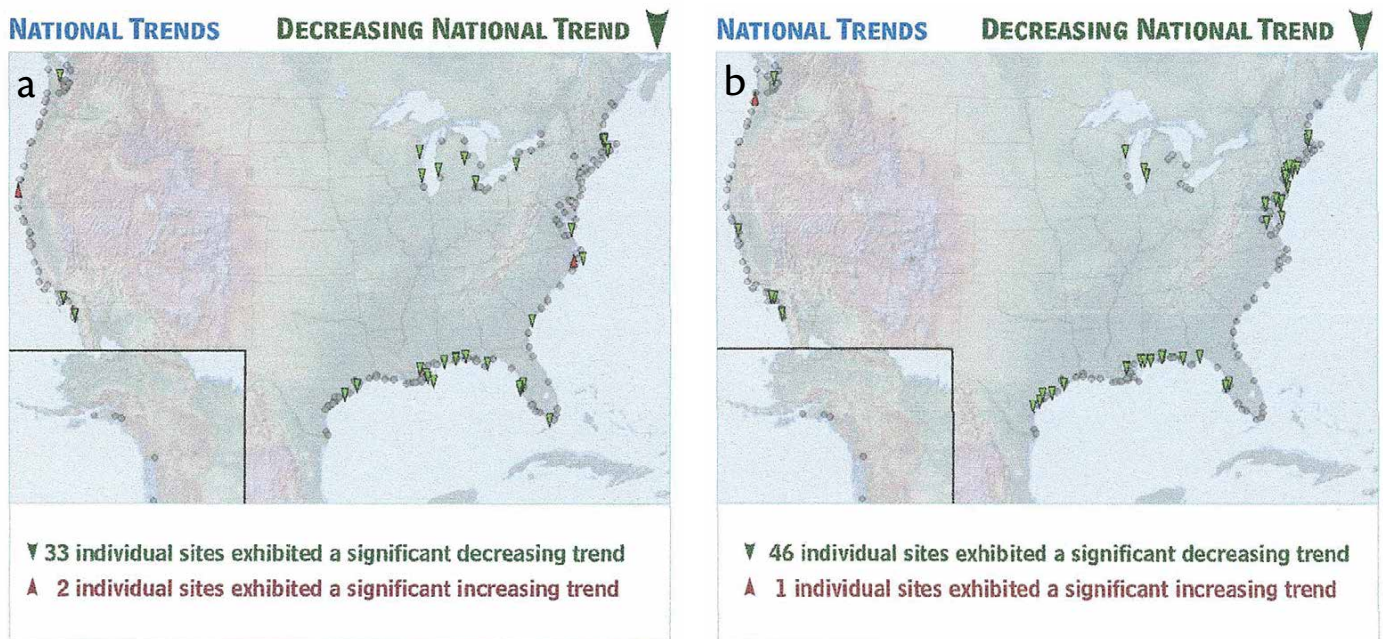 NATIONAL TRENDS DECREASING NATIONAL TREND
a
33 individual sites exhibited a significant decreasing trend
2 individual sites exhibited a significant increasing trend
NATIONAL TRENDS DECREASING NATIONAL TREND
b
46 individual sites exhibited a significant decreasing trend
1 individual sites exhibited a significant increasing trend